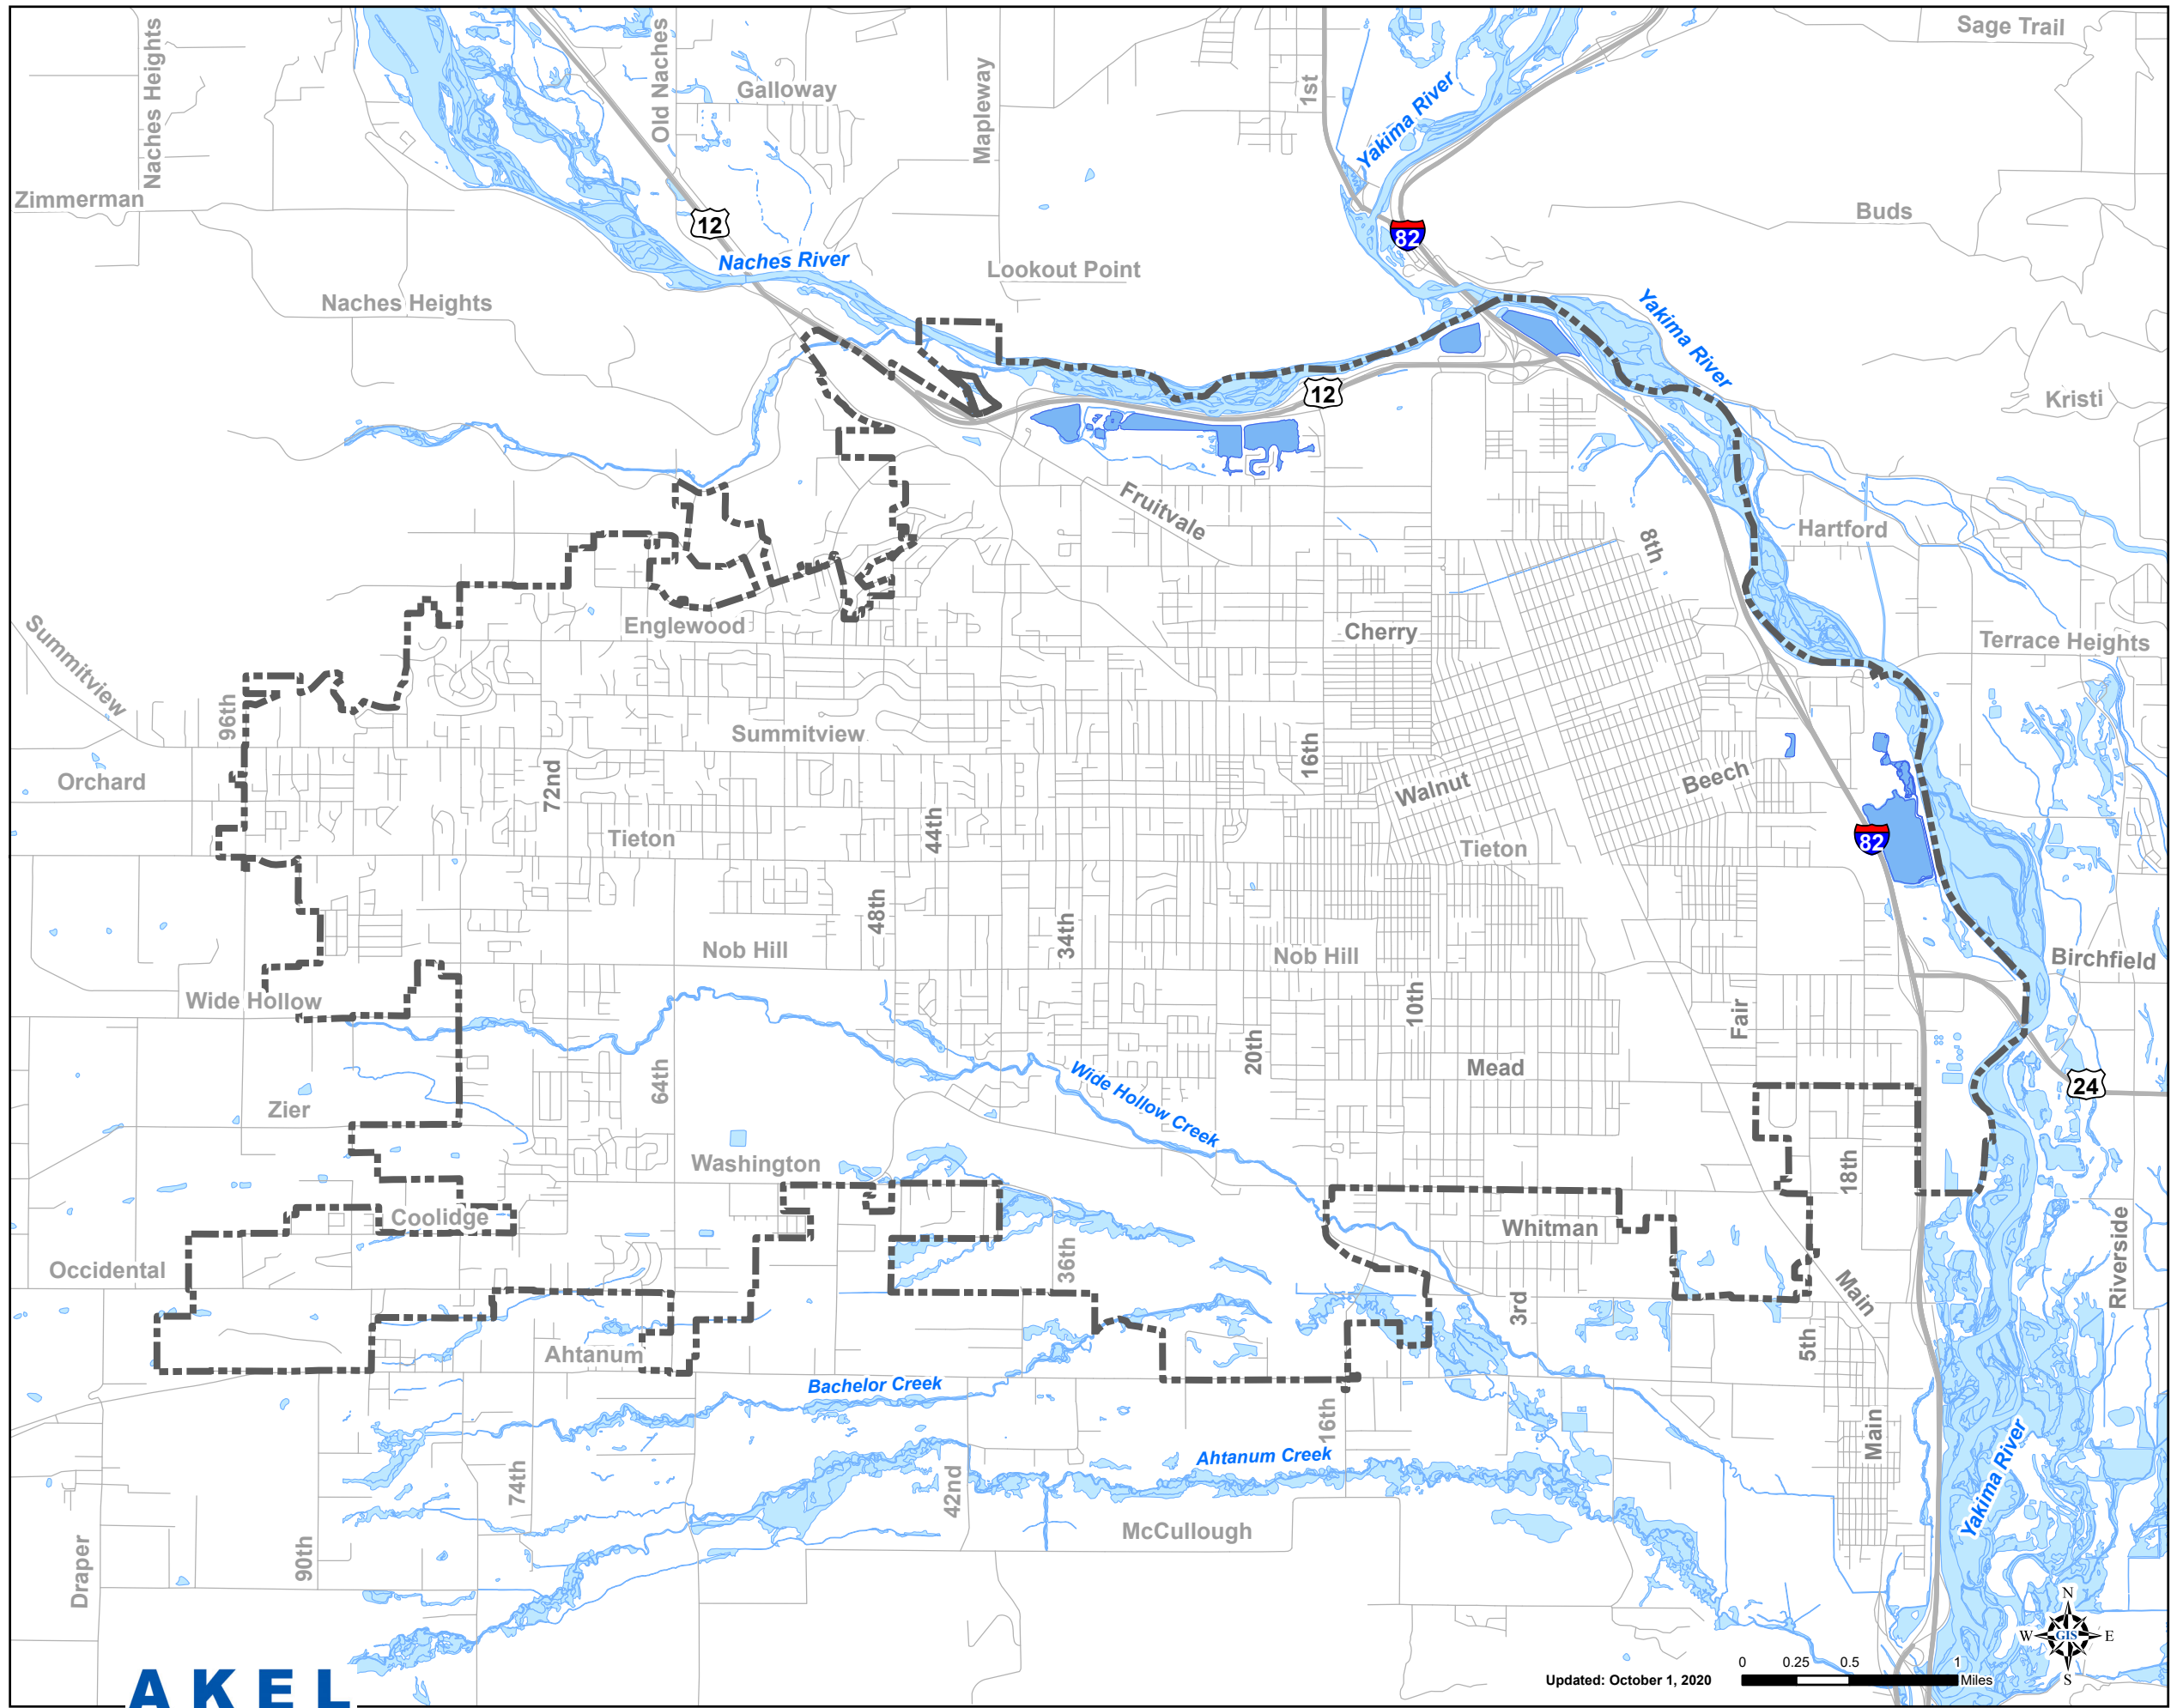 Sage Trail
Naches Heights
Old Naches
Galloway
Mapleway
1st
Yakima River
Zimmerman
12
Buds
82
Naches River
Lookout Point
Naches Heights
Yakima River
12
Kristi
Fruitvale
8th
Hartford
Summitview
Englewood
Cherry
Terrace Heights
96th
Summitview
16th
Orchard
72nd
Walnut
Beech
44th
Tieton
Tieton
82
48th
34th
Nob Hill
Nob Hill
Birchfield
Wide Hollow
10th
Fair
20th
Mead
64th
Wide Hollow Creek
24
Zier
Washington
18th
Coolidge
Whitman
36th
Occidental
Riverside
Main
3rd
5th
Ahtanum
Bachelor Creek
16th
Main
Ahtanum Creek
Yakima River
74th
42nd
McCullough
Draper
90th
N
W GIS E
S
0 0.25 0.5 1
Miles
Updated: October 1, 2020
AKEL